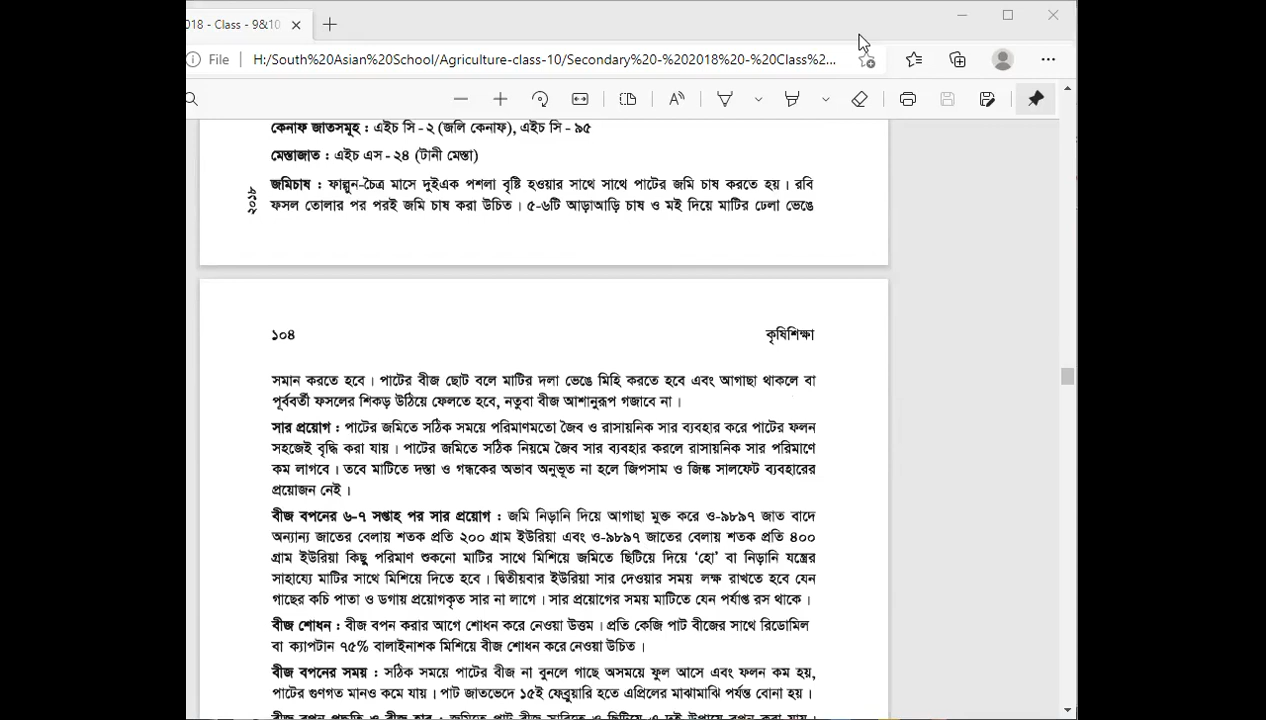 018 - Class - 9&10
File H:/South%20Asian%20School/Agriculture-class-10/Secondary%20-%202018%20-%20Class%2...
কেনাফ জাতসমূহ : এইচ সি - ২ (জলি কেনাফ), এইচ সি - ৯৫
মেস্তাজাত : এইচ এস - ২৪ (টানী মেস্তা)
জমিচাষ : ফাল্গুন-চৈত্র মাসে দুইএক পশলা বৃষ্টি হওয়ার সাথে সাথে পাটের জমি চাষ করতে হয়। রবি
২০১৮
ফসল তোলার পর পরই জমি চাষ করা উচিত। ৫-৬টি আড়াআড়ি চাষ ও মই দিয়ে মাটির ঢেলা ভেঙে
১০৪ কৃষিশিক্ষা
সমান করতে হবে। পাটের বীজ ছোট বলে মাটির দলা ভেঙে মিহি করতে হবে এবং আগাছা থাকলে বা
পূর্ববর্তী ফসলের শিকড় উঠিয়ে ফেলতে হবে, নতুবা বীজ আশানুরূপ গজাবে না।
সার প্রয়োগ : পাটের জমিতে সঠিক সময়ে পরিমাণমতো জৈব ও রাসায়নিক সার ব্যবহার করে পাটের ফলন
সহজেই বৃদ্ধি করা যায়। পাটের জমিতে সঠিক নিয়মে জৈব সার ব্যবহার করলে রাসায়নিক সার পরিমাণে
কম লাগবে। তবে মাটিতে দস্তা ও গন্ধকের অভাব অনুভূত না হলে জিপসাম ও জিঙ্ক সালফেট ব্যবহারের
প্রয়োজন নেই।
বীজ বপনের ৬-৭ সপ্তাহ পর সার প্রয়োগ : জমি নিড়ানি দিয়ে আগাছা মুক্ত করে ও-৯৮৯৭ জাত বাদে
অন্যান্য জাতের বেলায় শতক প্রতি ২০০ গ্রাম ইউরিয়া এবং ও-৯৮৯৭ জাতের বেলায় শতক প্রতি ৪০০
গ্রাম ইউরিয়া কিছু পরিমাণ শুকনো মাটির সাথে মিশিয়ে জমিতে ছিটিয়ে দিয়ে ‘হো’ বা নিড়ানি যন্ত্রের
সাহায্যে মাটির সাথে মিশিয়ে দিতে হবে। দ্বিতীয়বার ইউরিয়া সার দেওয়ার সময় লক্ষ রাখতে হবে যেন
গাছের কচি পাতা ও ডগায় প্রয়োগকৃত সার না লাগে। সার প্রয়োগের সময় মাটিতে যেন পর্যাপ্ত রস থাকে।
বীজ শোধন : বীজ বপন করার আগে শোধন করে নেওয়া উত্তম। প্রতি কেজি পাট বীজের সাথে রিডোমিল
বা ক্যাপটান ৭৫% বালাইনাশক মিশিয়ে বীজ শোধন করে নেওয়া উচিত।
বীজ বপনের সময় : সঠিক সময়ে পাটের বীজ না বুনলে গাছে অসময়ে ফুল আসে এবং ফলন কম হয়,
পাটের গুণগত মানও কমে যায়। পাট জাতভেদে ১৫ই ফেব্রুয়ারি হতে এপ্রিলের মাঝামাঝি পর্যন্ত বোনা হয়।
বীজ বপন পদ্ধতি ও বীজ হার : জমিতে পাট বীজ সারিতে ও ছিটিয়ে এ দুই উপায়ে বপন করা যায়।